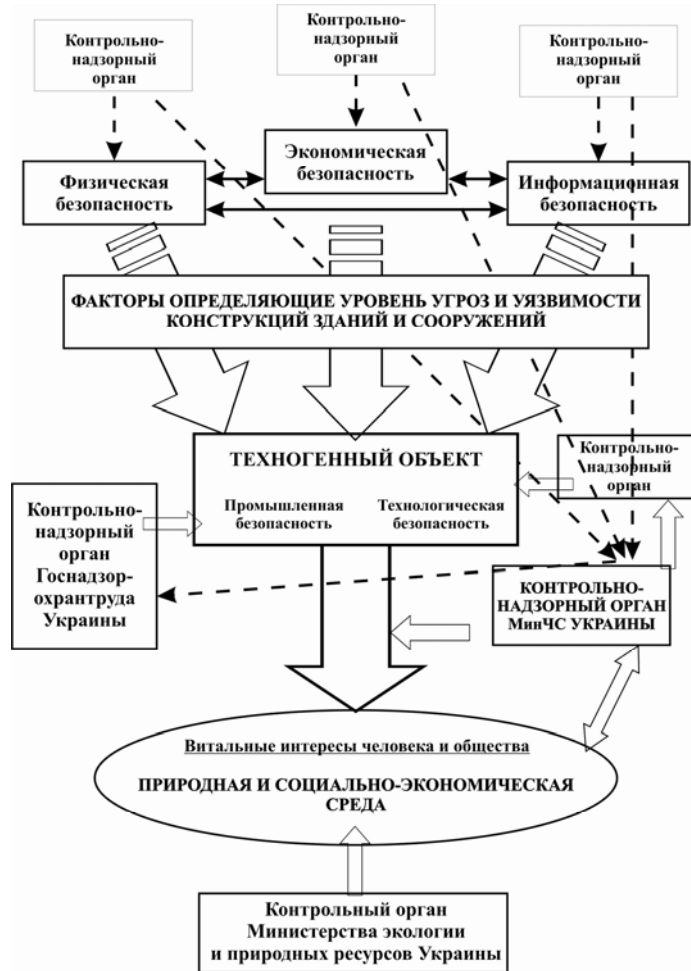 Контрольно-
надзорный
орган
Контрольно-
надзорный
орган
Контрольно-
надзорный
орган
Экономическая
безопасность
Физическая
безопасность
Информационная
безопасность
ФАКТОРЫ ОПРЕДЕЛЯЮЩИЕ УРОВЕНЬ УГРОЗ И УЯЗВИМОСТИ
КОНСТРУКЦИЙ ЗДАНИЙ И СООРУЖЕНИЙ
ТЕХНОГЕННЫЙ ОБЪЕКТ
Промышленная
безопасность
Технологическая
безопасность
Контрольно-
надзорный
орган
Контрольно-
надзорный
орган
Госнадзор-
охрантруда
Украины
КОНТРОЛЬНО-
НАДЗОРНЫЙ ОРГАН
МинЧС УКРАИНЫ
Витальные интересы человека и общества
ПРИРОДНАЯ И СОЦИАЛЬНО-ЭКОНОМИЧЕСКАЯ
СРЕДА
Контрольный орган
Министерства экологии
и природных ресурсов Украины